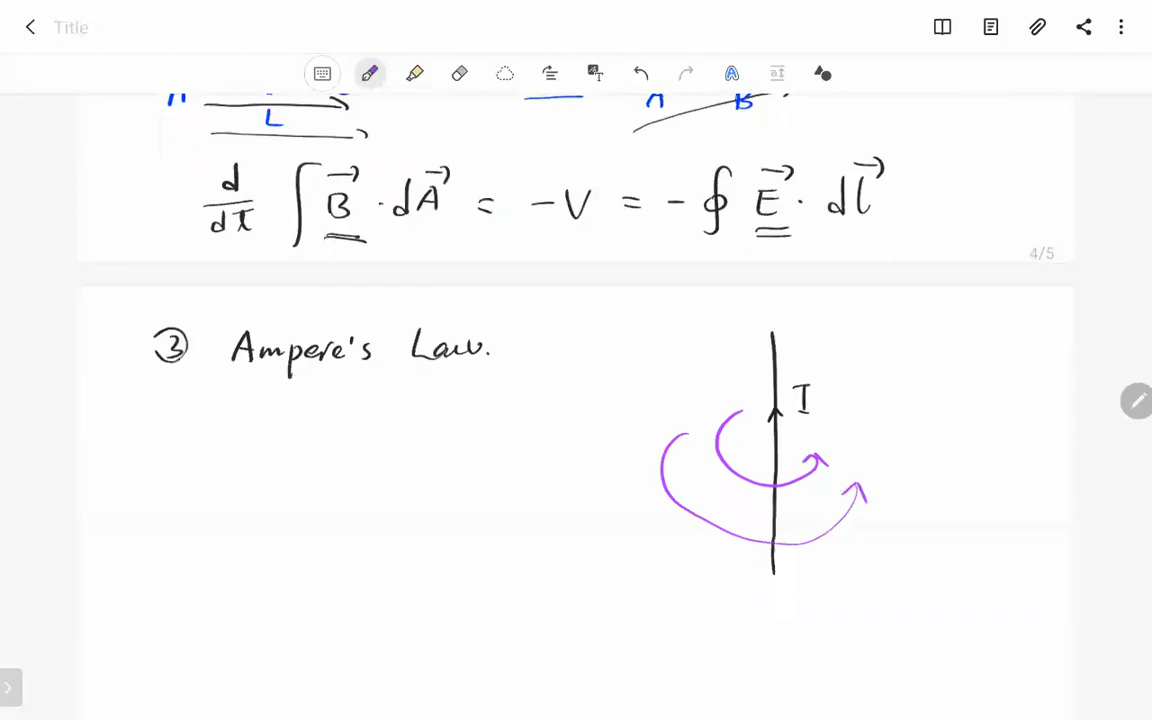 Title
A L A B
d/dt ∫ B⃗ · dA⃗ = -V = - ∮ E⃗ · dl⃗
4/5
③ Ampere's Law.
I